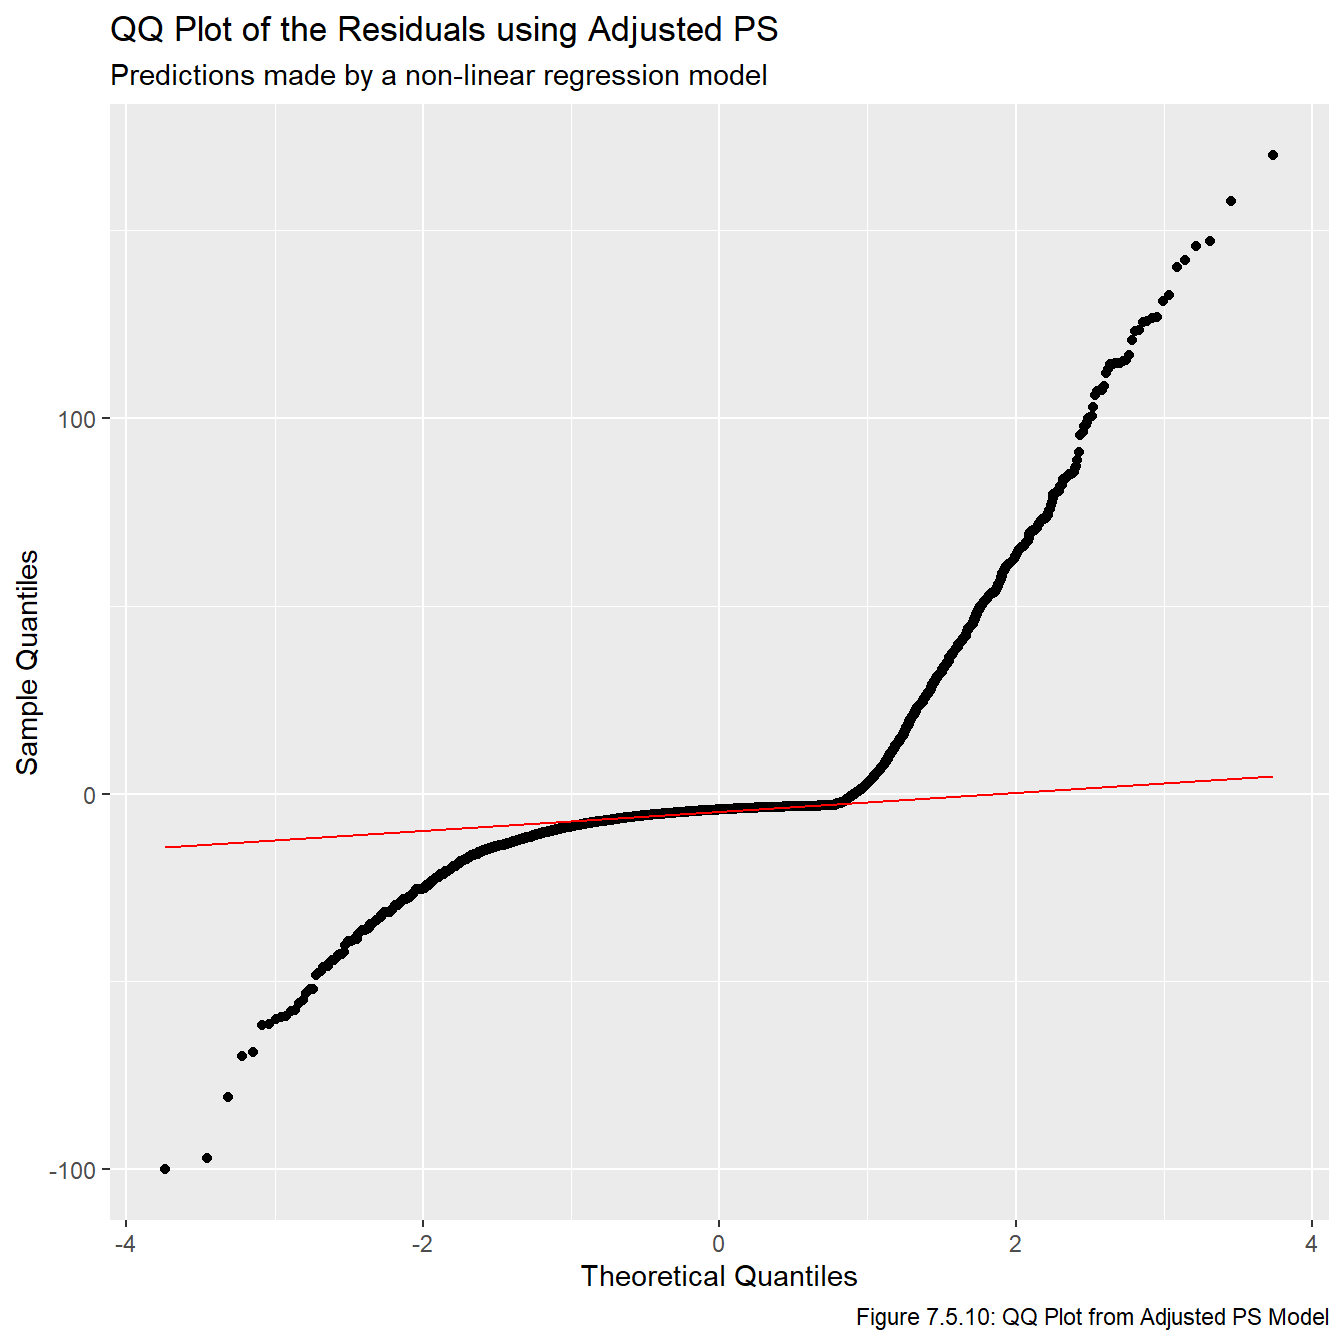 QQ Plot of the Residuals using Adjusted PS
Predictions made by a non-linear regression model
Sample Quantiles
100
0
-100
-4 -2 0 2 4
Theoretical Quantiles
Figure 7.5.10: QQ Plot from Adjusted PS Model